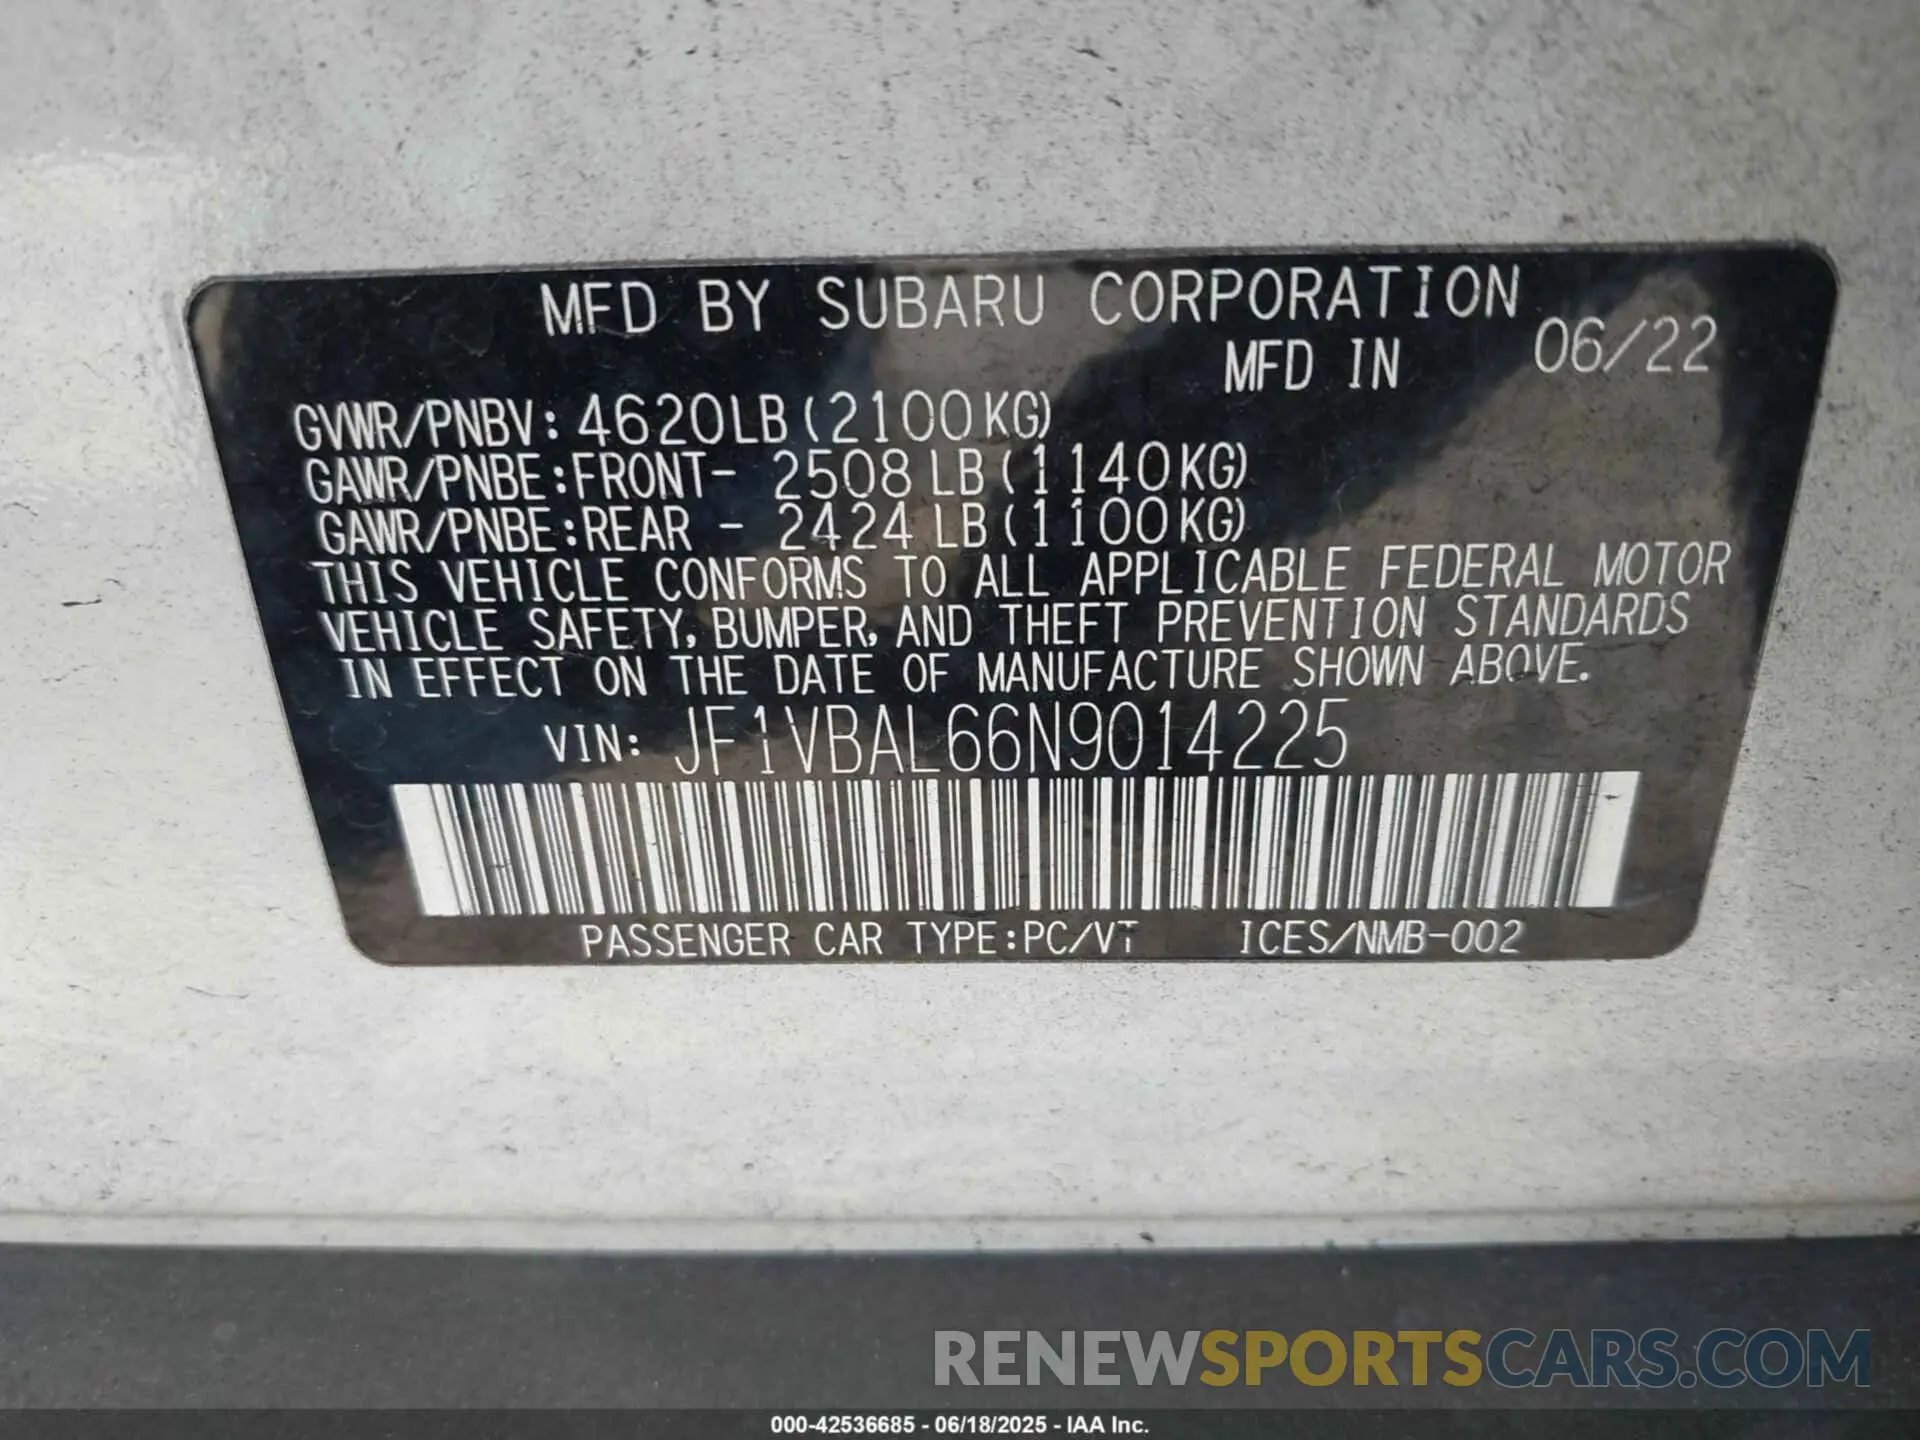 MFD BY SUBARU CORPORATION
MFD IN 06/22
GVWR/PNBV: 4620LB (2100KG)
GAWR/PNBE:FRONT- 2508 LB (1140KG)
GAWR/PNBE:REAR - 2424 LB (1100KG)
THIS VEHICLE CONFORMS TO ALL APPLICABLE FEDERAL MOTOR
VEHICLE SAFETY, BUMPER, AND THEFT PREVENTION STANDARDS
IN EFFECT ON THE DATE OF MANUFACTURE SHOWN ABOVE.
VIN: JF1VBAL66N9014225
PASSENGER CAR TYPE:PC/VT ICES/NMB-002
RENEWSPORTSCARS.COM
000-42536685 - 06/18/2025 - IAA Inc.